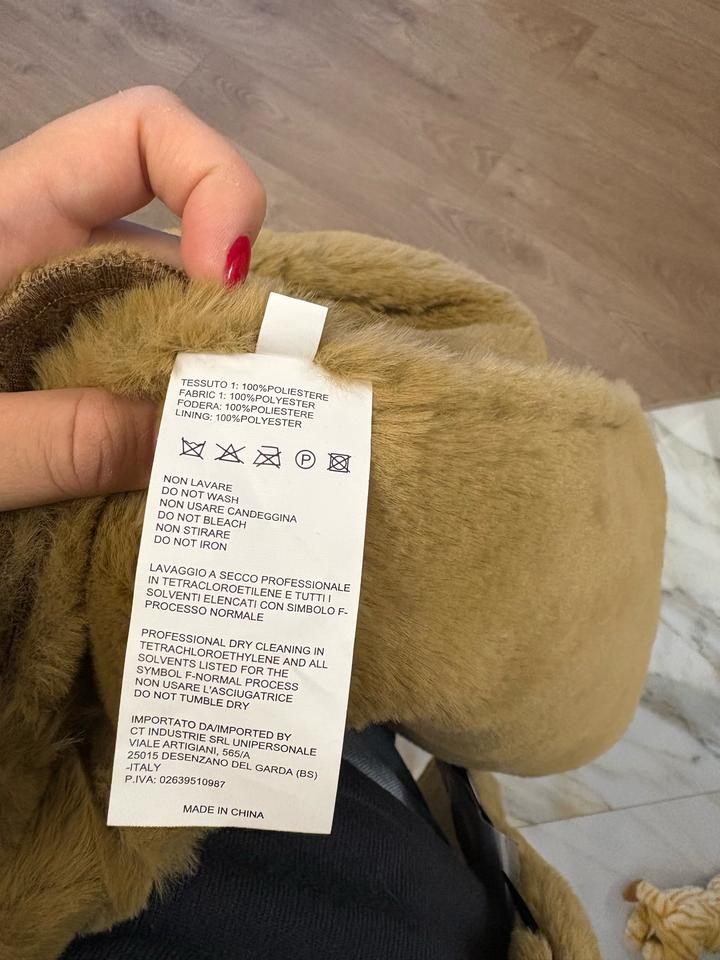 TESSUTO 1: 100%POLIESTERE
FABRIC 1: 100%POLYESTER
FODERA: 100%POLIESTERE
LINING: 100%POLYESTER
P
NON LAVARE
DO NOT WASH
NON USARE CANDEGGINA
DO NOT BLEACH
NON STIRARE
DO NOT IRON
LAVAGGIO A SECCO PROFESSIONALE
IN TETRACLOROETILENE E TUTTI I
SOLVENTI ELENCATI CON SIMBOLO F-
PROCESSO NORMALE
PROFESSIONAL DRY CLEANING IN
TETRACHLOROETHYLENE AND ALL
SOLVENTS LISTED FOR THE
SYMBOL F-NORMAL PROCESS
NON USARE L'ASCIUGATRICE
DO NOT TUMBLE DRY
IMPORTATO DA/IMPORTED BY
CT INDUSTRIE SRL UNIPERSONALE
VIALE ARTIGIANI, 565/A
25015 DESENZANO DEL GARDA (BS)
-ITALY
P.IVA: 02639510987
MADE IN CHINA